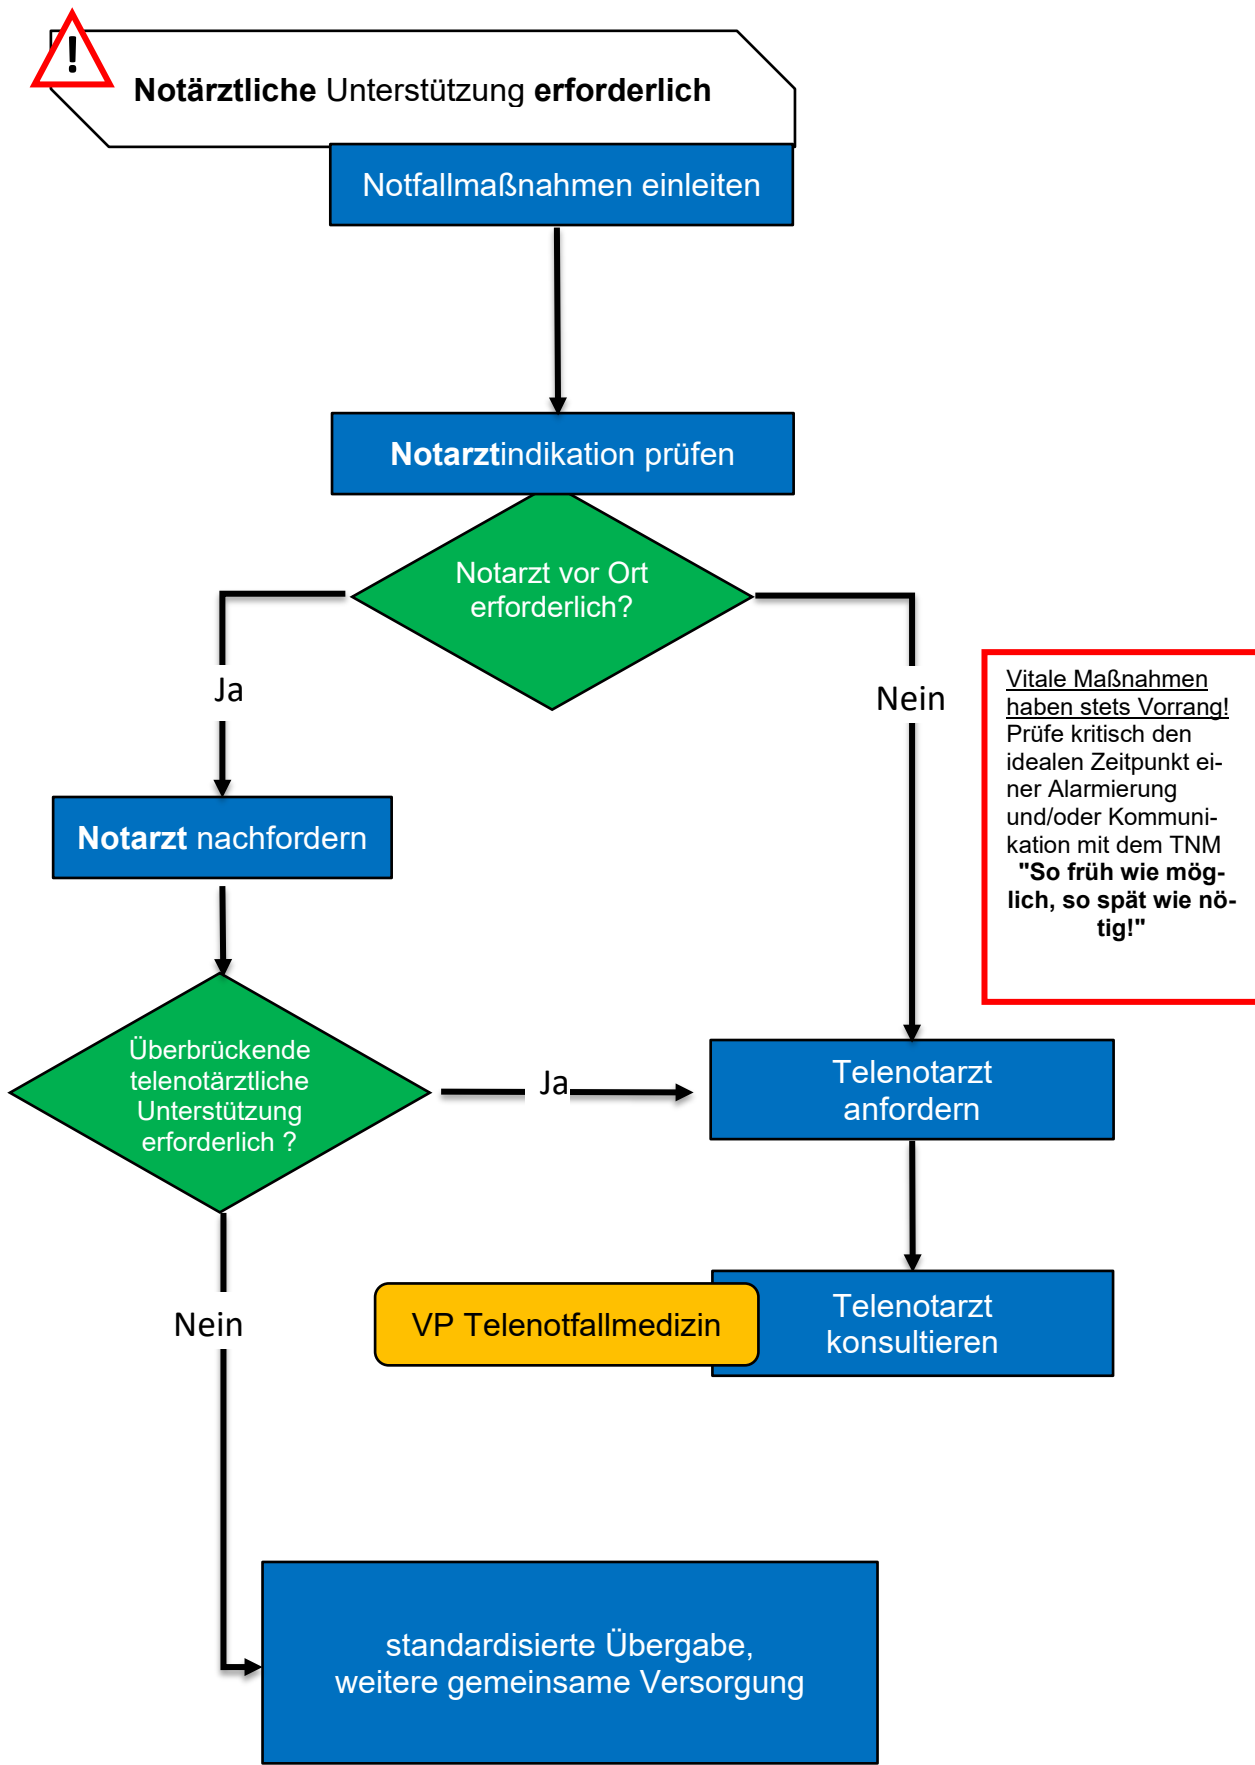 !
Notärztliche Unterstützung erforderlich
Notfallmaßnahmen einleiten
Notarztindikation prüfen
Notarzt vor Ort
erforderlich?
Ja
Nein
Vitale Maßnahmen
haben stets Vorrang!
Prüfe kritisch den
idealen Zeitpunkt ei-
ner Alarmierung
und/oder Kommuni-
kation mit dem TNM
"So früh wie mög-
lich, so spät wie nö-
tig!"
Notarzt nachfordern
Überbrückende
telenotärztliche
Unterstützung
erforderlich ?
Ja
Telenotarzt
anfordern
Nein
VP Telenotfallmedizin
Telenotarzt
konsultieren
standardisierte Übergabe,
weitere gemeinsame Versorgung